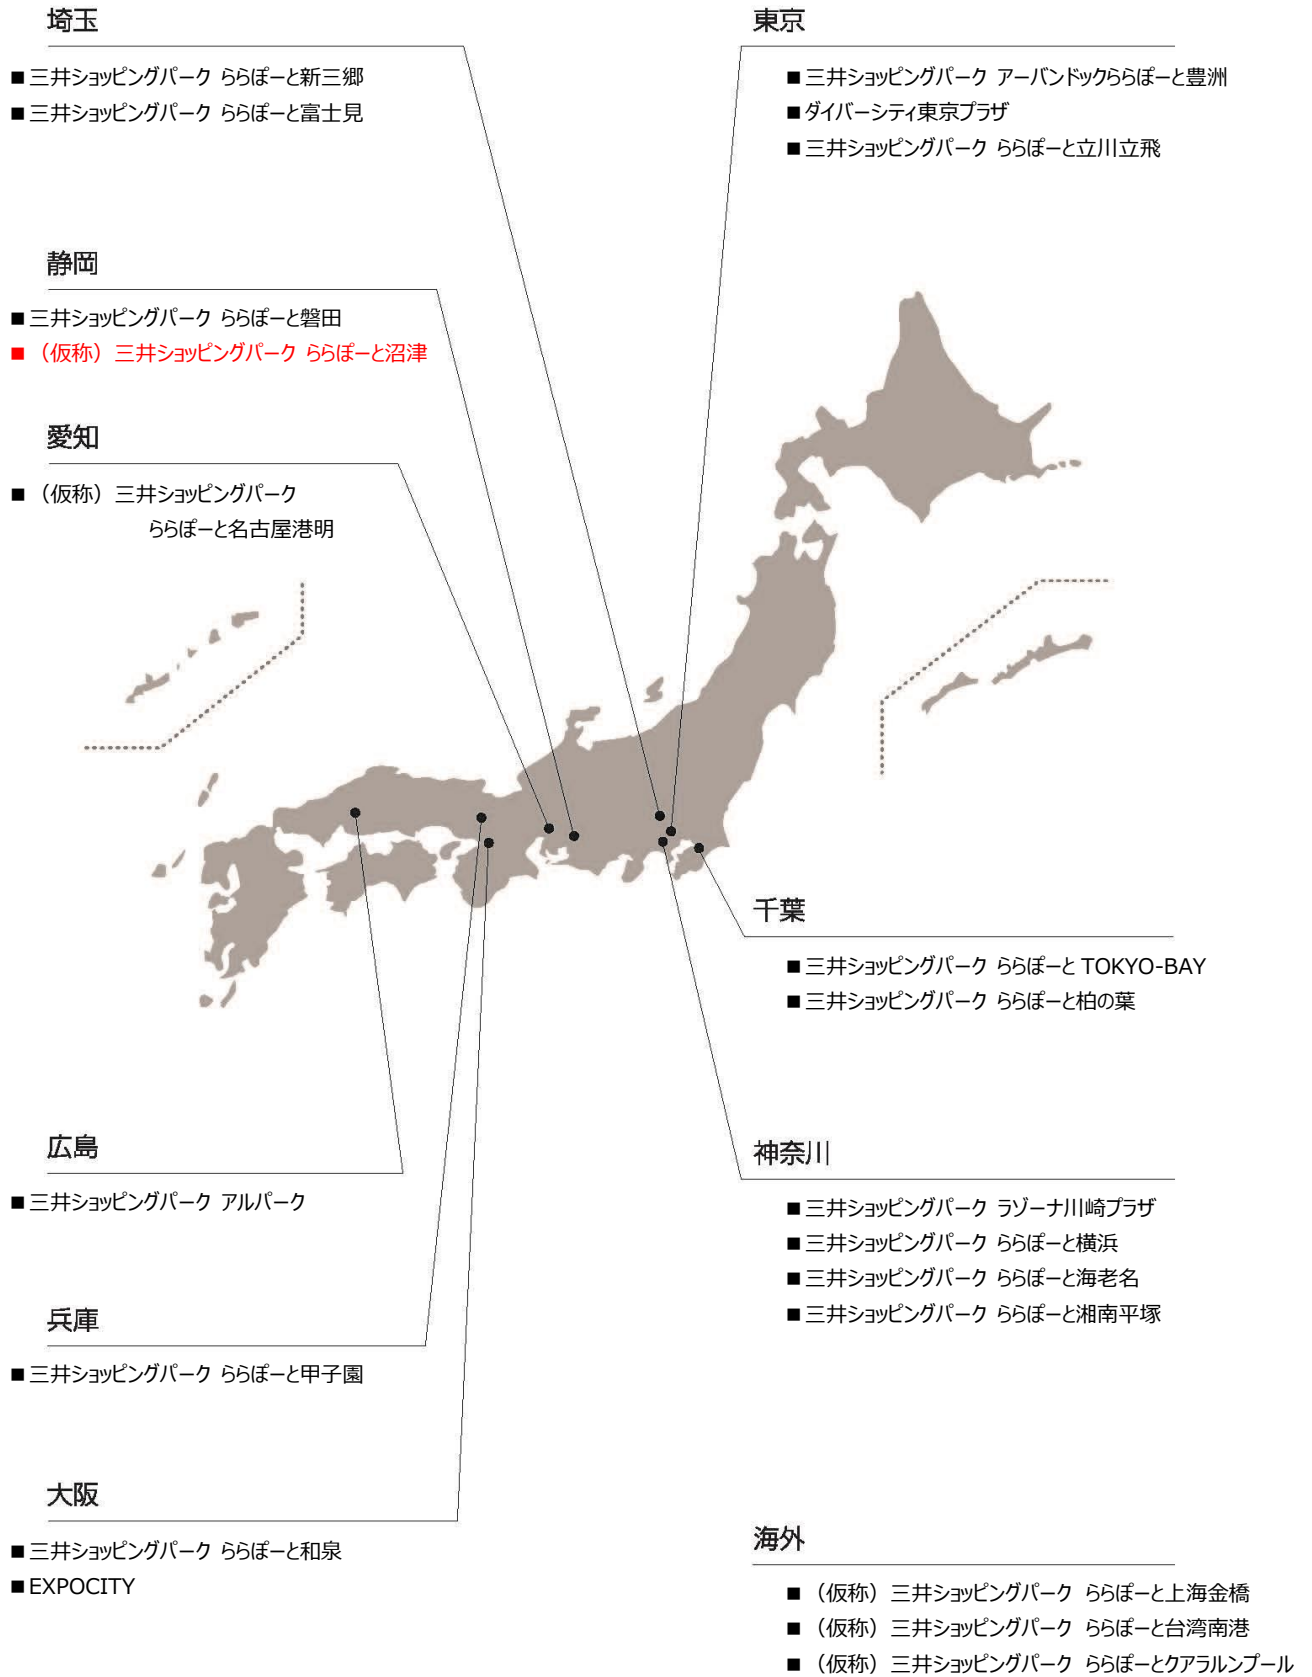 埼玉
■三井ショッピングパーク ららぽーと新三郷
■三井ショッピングパーク ららぽーと富士見
東京
■三井ショッピングパーク アーバンドックららぽーと豊洲
■ダイバーシティ東京プラザ
■三井ショッピングパーク ららぽーと立川立飛
静岡
■三井ショッピングパーク ららぽーと磐田
■（仮称）三井ショッピングパーク ららぽーと沼津
愛知
■（仮称）三井ショッピングパーク
ららぽーと名古屋港明
千葉
■三井ショッピングパーク ららぽーと TOKYO-BAY
■三井ショッピングパーク ららぽーと柏の葉
広島
■三井ショッピングパーク アルパーク
神奈川
■三井ショッピングパーク ラゾーナ川崎プラザ
■三井ショッピングパーク ららぽーと横浜
■三井ショッピングパーク ららぽーと海老名
■三井ショッピングパーク ららぽーと湘南平塚
兵庫
■三井ショッピングパーク ららぽーと甲子園
大阪
■三井ショッピングパーク ららぽーと和泉
■EXPOCITY
海外
■（仮称）三井ショッピングパーク ららぽーと上海金橋
■（仮称）三井ショッピングパーク ららぽーと台湾南港
■（仮称）三井ショッピングパーク ららぽーとクアラルンプール